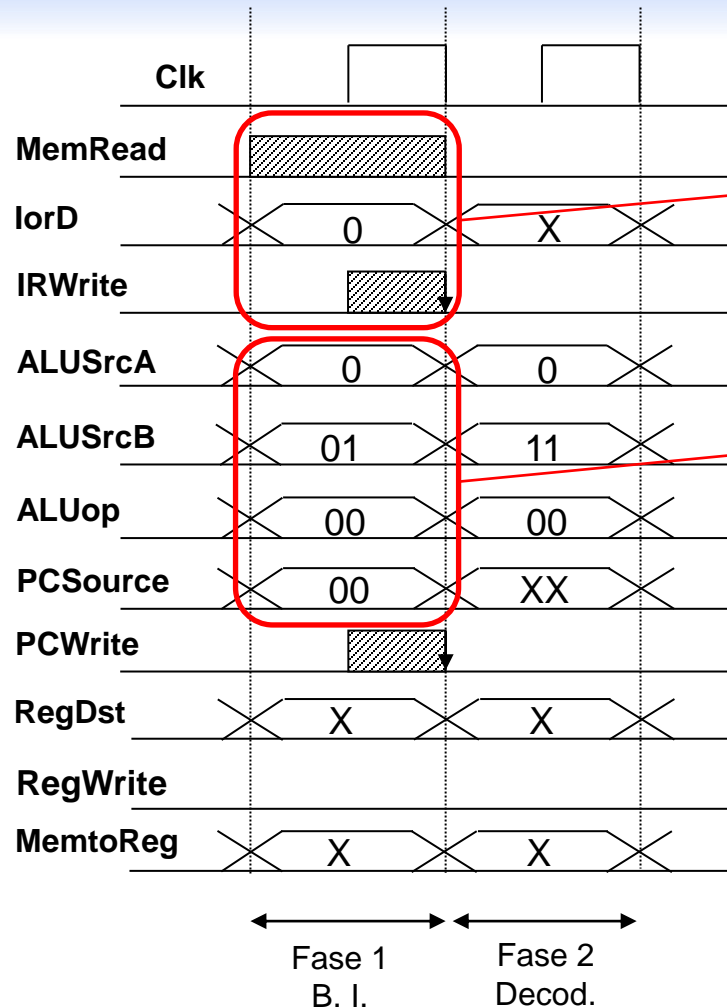 Clk
MemRead
IorD 0 X
IRWrite
ALUSrcA 0 0
ALUSrcB 01 11
ALUop 00 00
PCSource 00 XX
PCWrite
RegDst X X
RegWrite
MemtoReg X X
Fase 1 Fase 2
B. I. Decod.